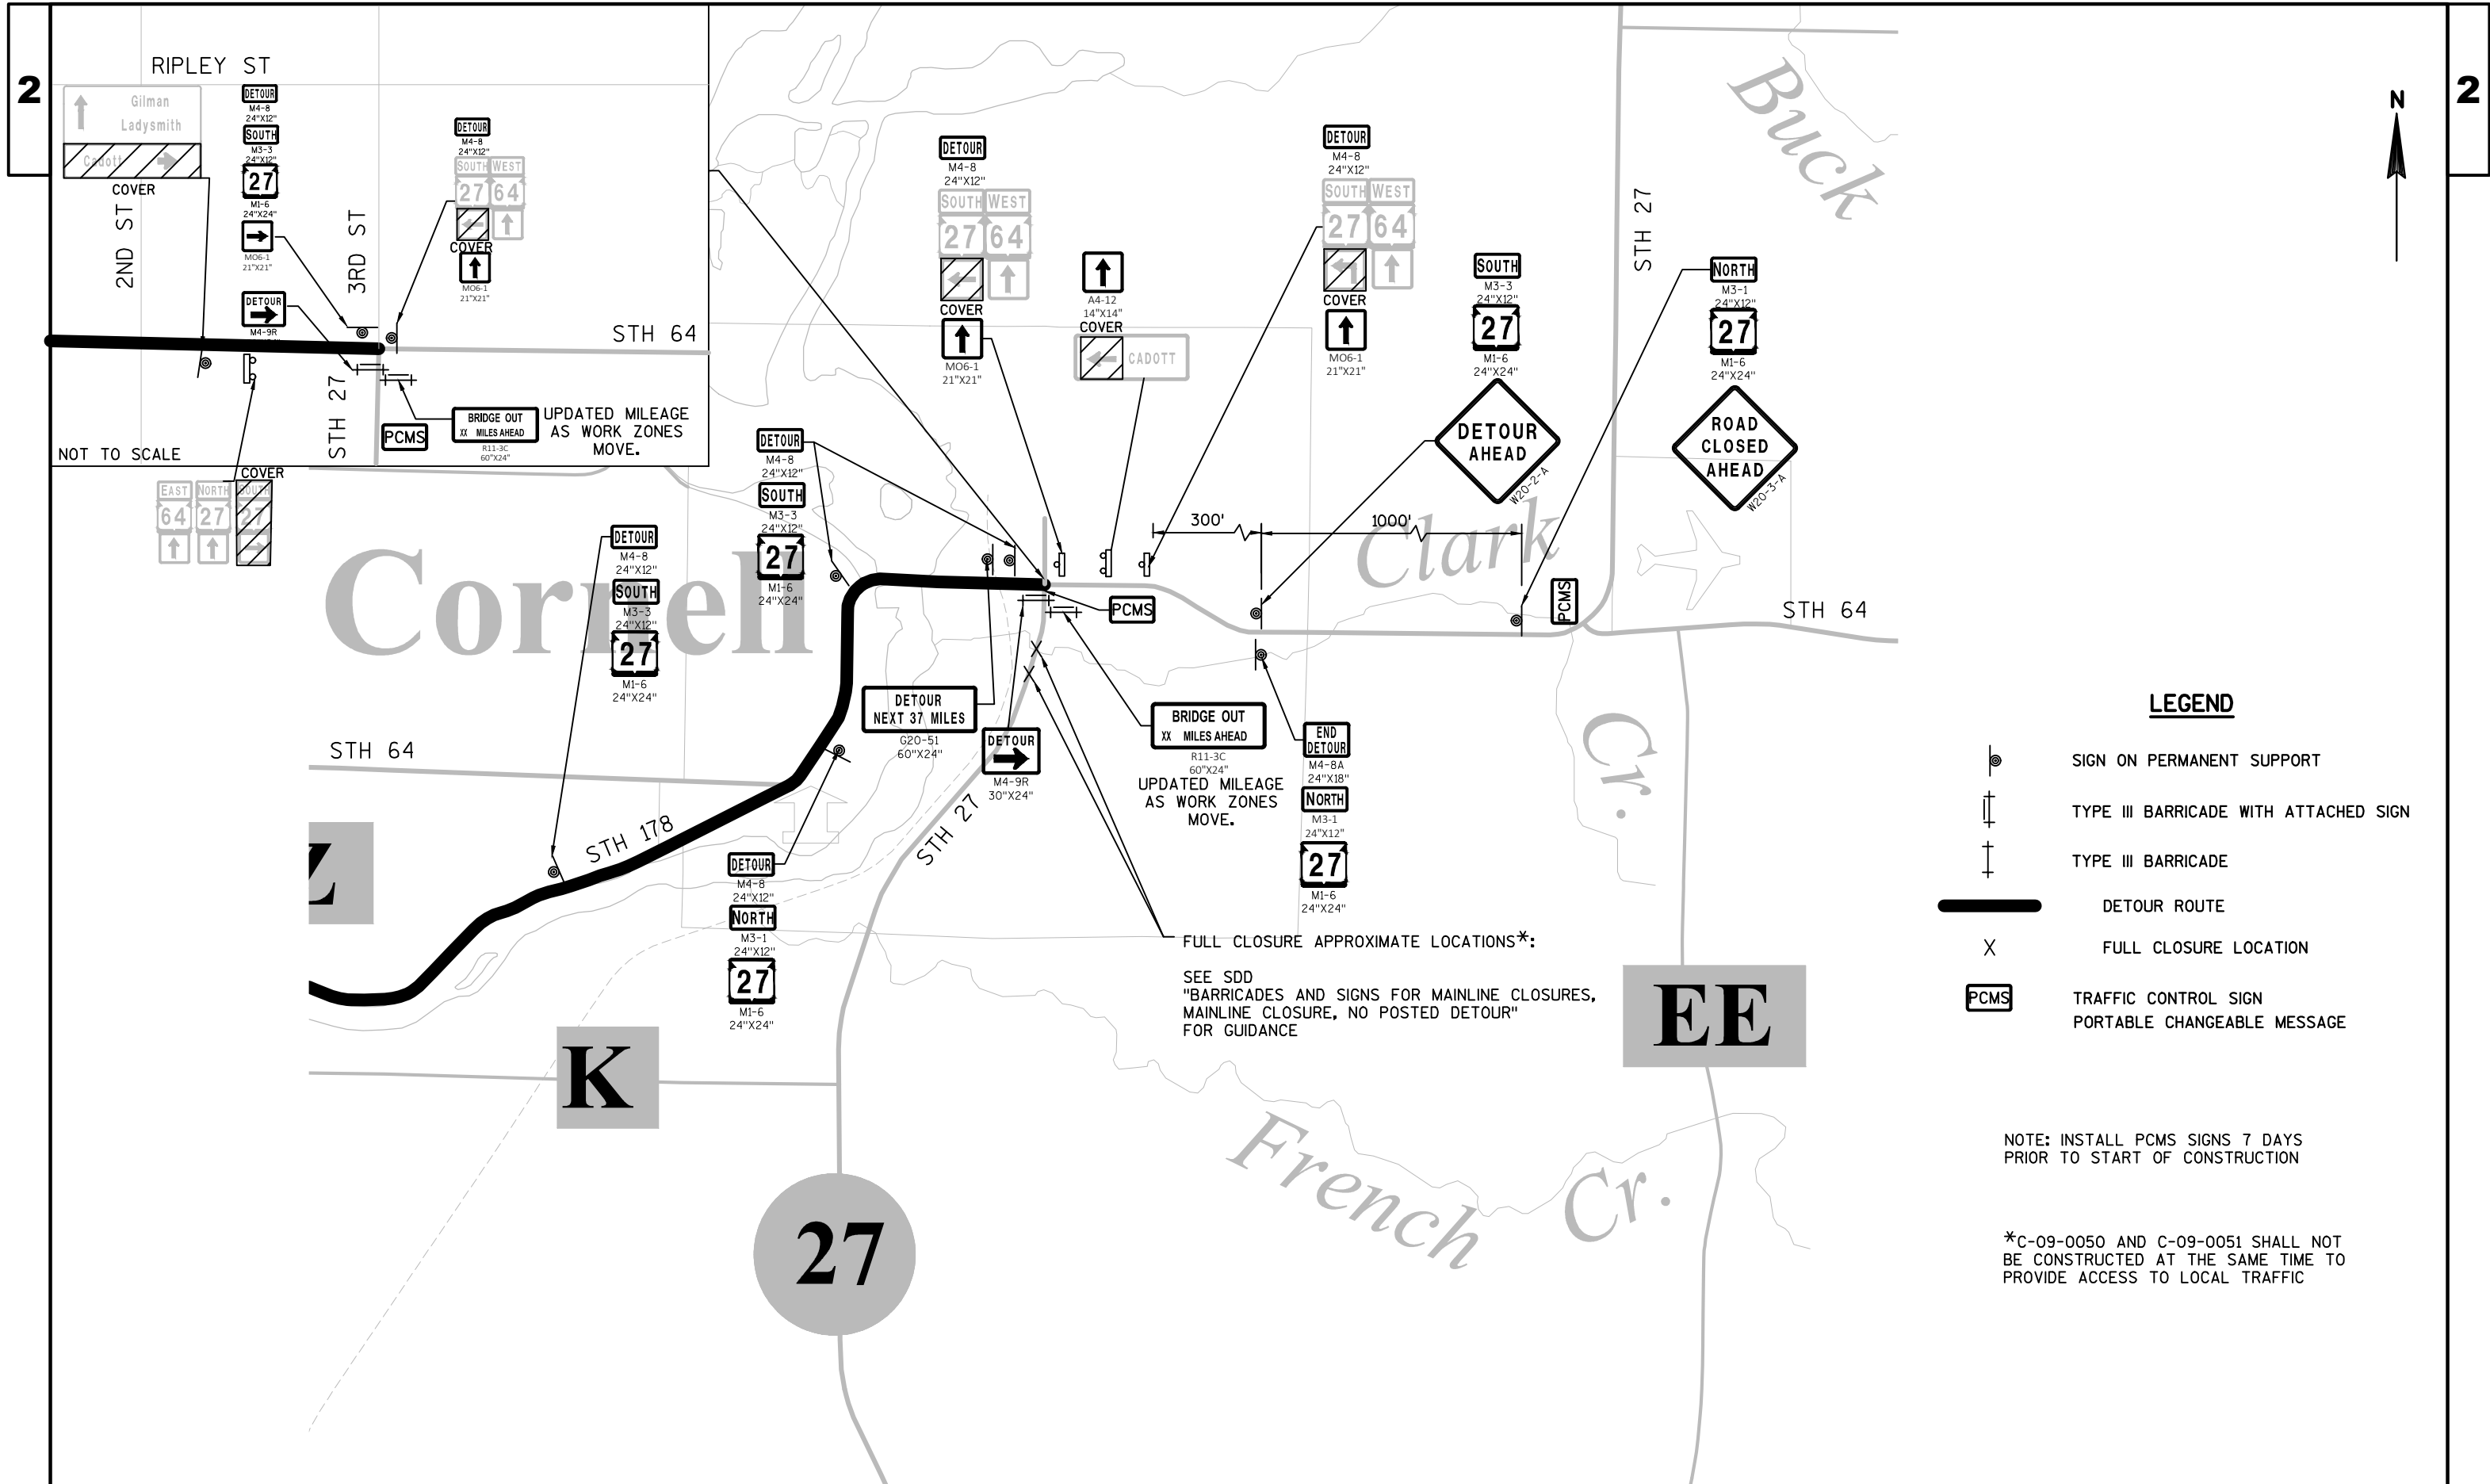 2
2
RIPLEY ST
Gilman
Ladysmith
Cadott
COVER
2ND ST
DETOUR
M4-8
24"X12"
SOUTH
M3-3
24"X12"
27
M1-6
24"X24"
MO6-1
21"X21"
DETOUR
M4-9R
3RD ST
DETOUR
M4-8
24"X12"
SOUTH WEST
27 64
COVER
MO6-1
21"X21"
STH 64
STH 27
PCMS
BRIDGE OUT
XX MILES AHEAD
R11-3C
60"X24"
UPDATED MILEAGE
AS WORK ZONES
MOVE.
NOT TO SCALE
COVER
EAST NORTH SOUTH
64 27 27
DETOUR
M4-8
24"X12"
SOUTH WEST
27 64
COVER
MO6-1
21"X21"
A4-12
14"X14"
COVER
CADOTT
DETOUR
M4-8
24"X12"
SOUTH WEST
27 64
COVER
MO6-1
21"X21"
SOUTH
M3-3
24"X12"
27
M1-6
24"X24"
DETOUR
AHEAD
W20-2-A
STH 27
NORTH
M3-1
24"X12"
27
M1-6
24"X24"
ROAD
CLOSED
AHEAD
W20-3-A
Buck
N
DETOUR
M4-8
24"X12"
SOUTH
M3-3
24"X12"
27
M1-6
24"X24"
DETOUR
M4-8
24"X12"
SOUTH
M3-3
24"X12"
27
M1-6
24"X24"
Cornell
300'
1000'
Clark
Cr.
PCMS
PCMS
STH 64
STH 64
DETOUR
NEXT 37 MILES
G20-51
60"X24"
DETOUR
M4-9R
30"X24"
BRIDGE OUT
XX MILES AHEAD
R11-3C
60"X24"
UPDATED MILEAGE
AS WORK ZONES
MOVE.
END
DETOUR
M4-8A
24"X18"
NORTH
M3-1
24"X12"
27
M1-6
24"X24"
STH 178
STH 27
Z
DETOUR
M4-8
24"X12"
NORTH
M3-1
24"X12"
27
M1-6
24"X24"
FULL CLOSURE APPROXIMATE LOCATIONS*:
SEE SDD
"BARRICADES AND SIGNS FOR MAINLINE CLOSURES,
MAINLINE CLOSURE, NO POSTED DETOUR"
FOR GUIDANCE
K
EE
27
French
Cr.
LEGEND
SIGN ON PERMANENT SUPPORT
TYPE III BARRICADE WITH ATTACHED SIGN
TYPE III BARRICADE
DETOUR ROUTE
X FULL CLOSURE LOCATION
PCMS TRAFFIC CONTROL SIGN
PORTABLE CHANGEABLE MESSAGE
NOTE: INSTALL PCMS SIGNS 7 DAYS
PRIOR TO START OF CONSTRUCTION
*C-09-0050 AND C-09-0051 SHALL NOT
BE CONSTRUCTED AT THE SAME TIME TO
PROVIDE ACCESS TO LOCAL TRAFFIC